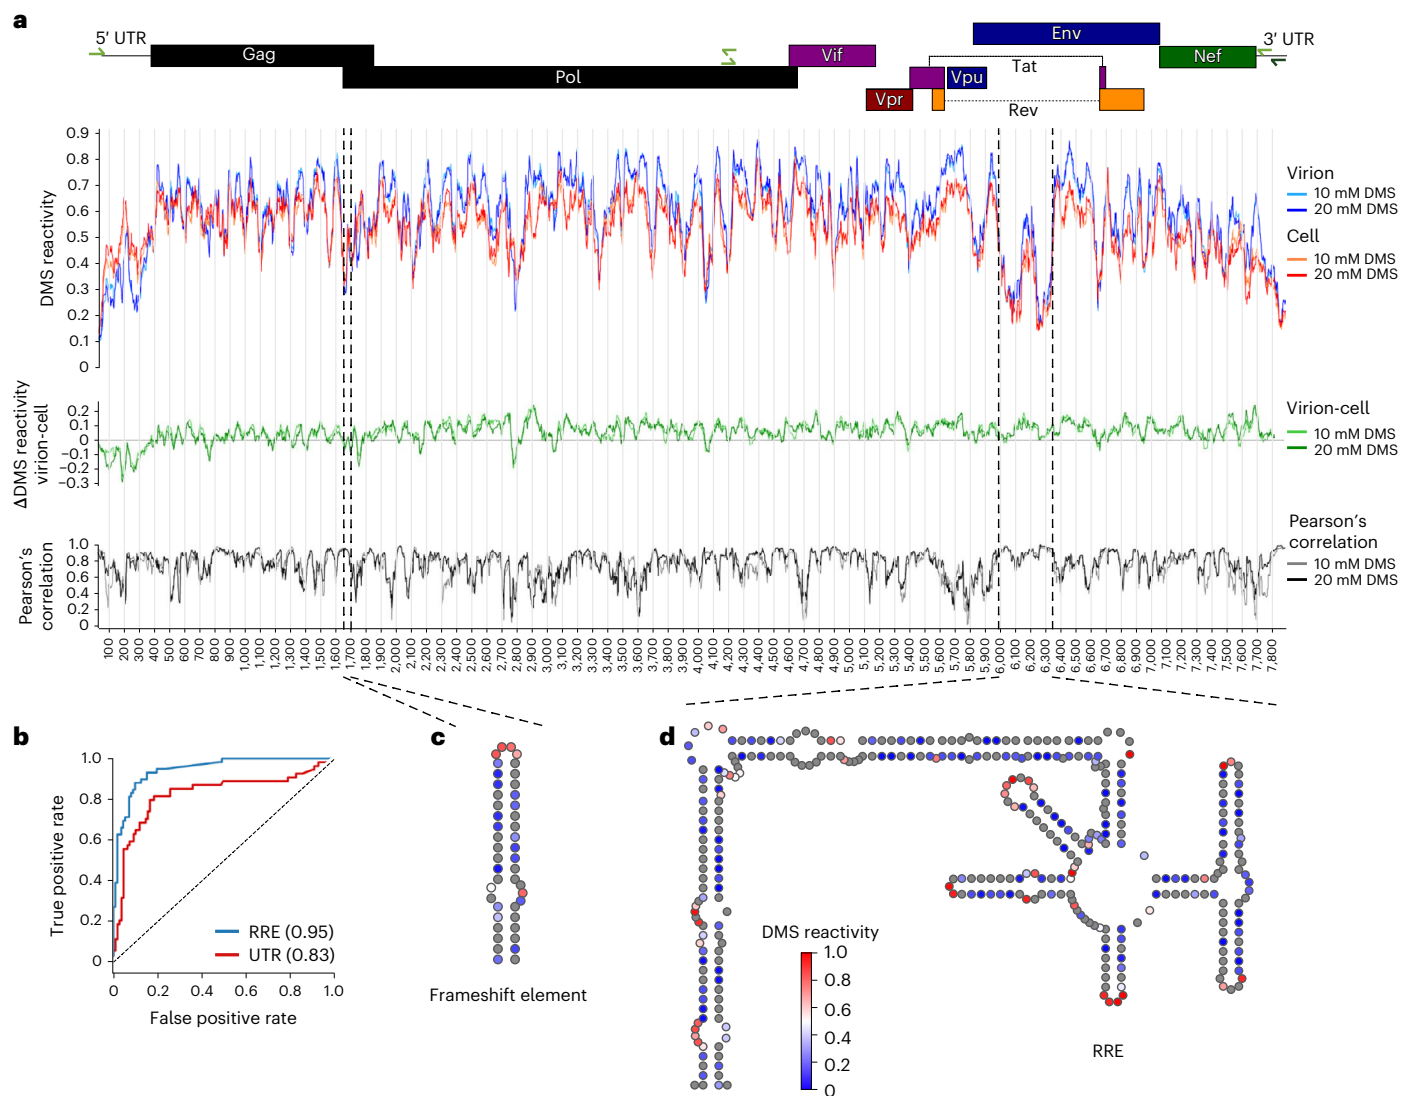 a
5′ UTR
Gag
Pol
Vif
Vpr
Vpu
Env
Tat
Rev
Nef
3′ UTR
DMS reactivity
0.9
0.8
0.7
0.6
0.5
0.4
0.3
0.2
0.1
0
Virion
10 mM DMS
20 mM DMS
Cell
10 mM DMS
20 mM DMS
ΔDMS reactivity
virion-cell
0.2
0.1
0
−0.1
−0.2
−0.3
Virion-cell
10 mM DMS
20 mM DMS
Pearson's
correlation
1.0
0.8
0.6
0.4
0.2
0
Pearson's
correlation
10 mM DMS
20 mM DMS
100 200 300 400 500 600 700 800 900 1,000 1,100 1,200 1,300 1,400 1,500 1,600 1,700 1,800 1,900 2,000 2,100 2,200 2,300 2,400 2,500 2,600 2,700 2,800 2,900 3,000 3,100 3,200 3,300 3,400 3,500 3,600 3,700 3,800 3,900 4,000 4,100 4,200 4,300 4,400 4,500 4,600 4,700 4,800 4,900 5,000 5,100 5,200 5,300 5,400 5,500 5,600 5,700 5,800 5,900 6,000 6,100 6,200 6,300 6,400 6,500 6,600 6,700 6,800 6,900 7,000 7,100 7,200 7,300 7,400 7,500 7,600 7,700 7,800
b
True positive rate
1.0
0.8
0.6
0.4
0.2
0
RRE (0.95)
UTR (0.83)
0 0.2 0.4 0.6 0.8 1.0
False positive rate
c
Frameshift element
d
DMS reactivity
1.0
0.8
0.6
0.4
0.2
0
RRE